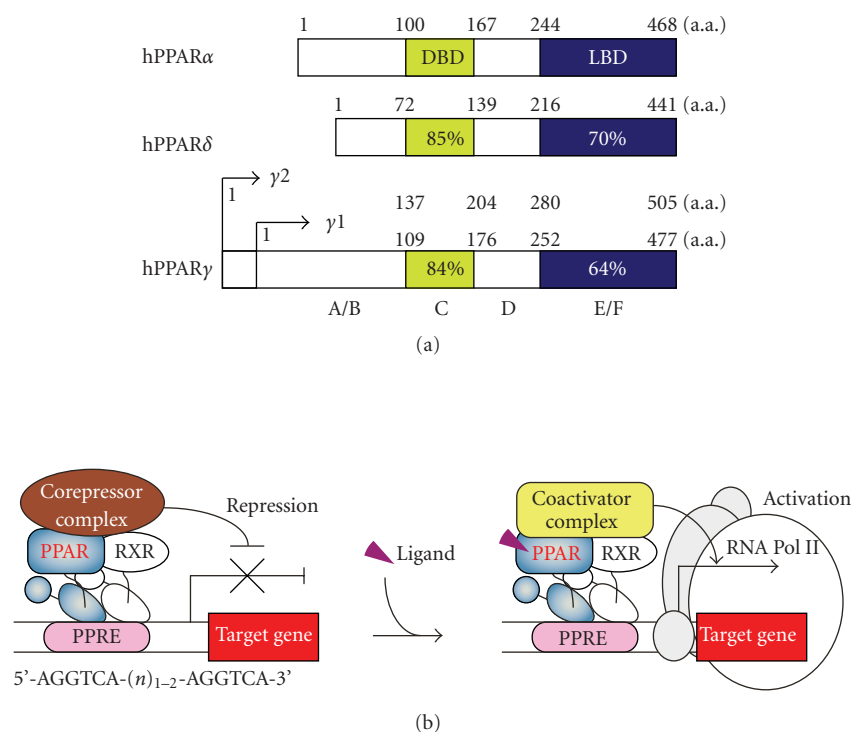 1 100 167 244 468 (a.a.)
hPPARα DBD LBD
1 72 139 216 441 (a.a.)
hPPARδ 85% 70%
γ2
1
137 204 280 505 (a.a.)
γ1
1
109 176 252 477 (a.a.)
hPPARγ 84% 64%
A/B C D E/F
(a)
Corepressor
complex
Repression
PPAR RXR
PPRE
Target gene
5'-AGGTCA-(n)1–2-AGGTCA-3'
Ligand
Coactivator
complex
Activation
RNA Pol II
PPAR RXR
PPRE
Target gene
(b)